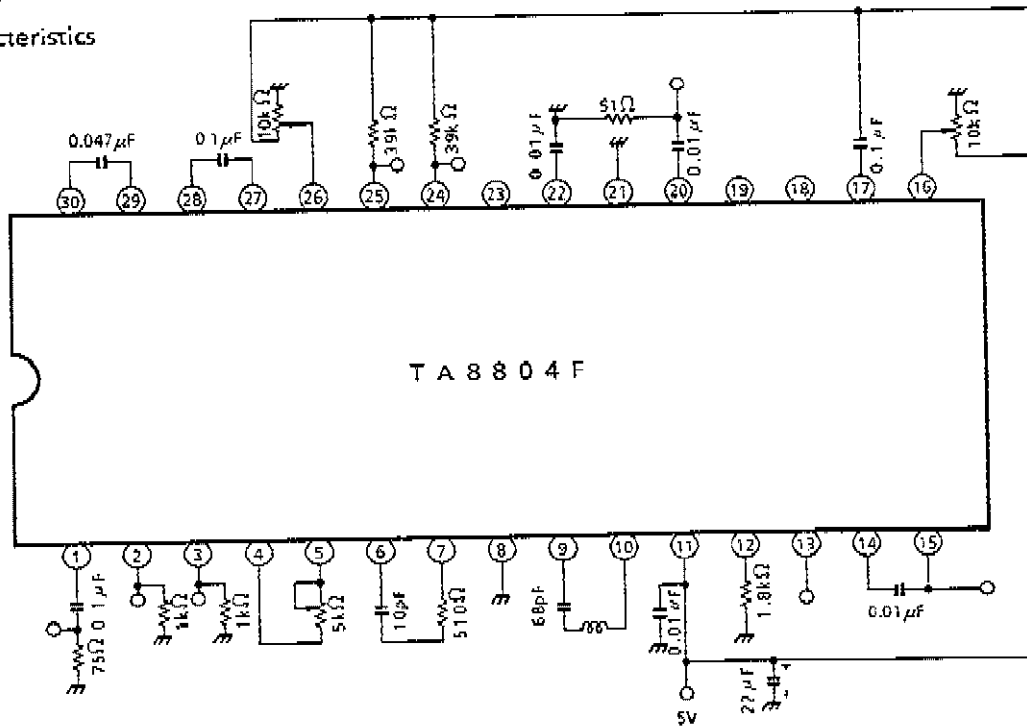 cteristics
0.047μF
0 1μF
10kΩ
39kΩ
39kΩ
0 01μF
51Ω
0.01μF
0.1μF
10kΩ
30 29 28 27 26 25 24 23 22 21 20 19 18 17 16
TA8804F
1 2 3 4 5 6 7 8 9 10 11 12 13 14 15
0 1μF
75Ω
1kΩ
1kΩ
5kΩ
10pF
510Ω
68pF
0.01μF
1.8kΩ
0.01μF
22μF
5V